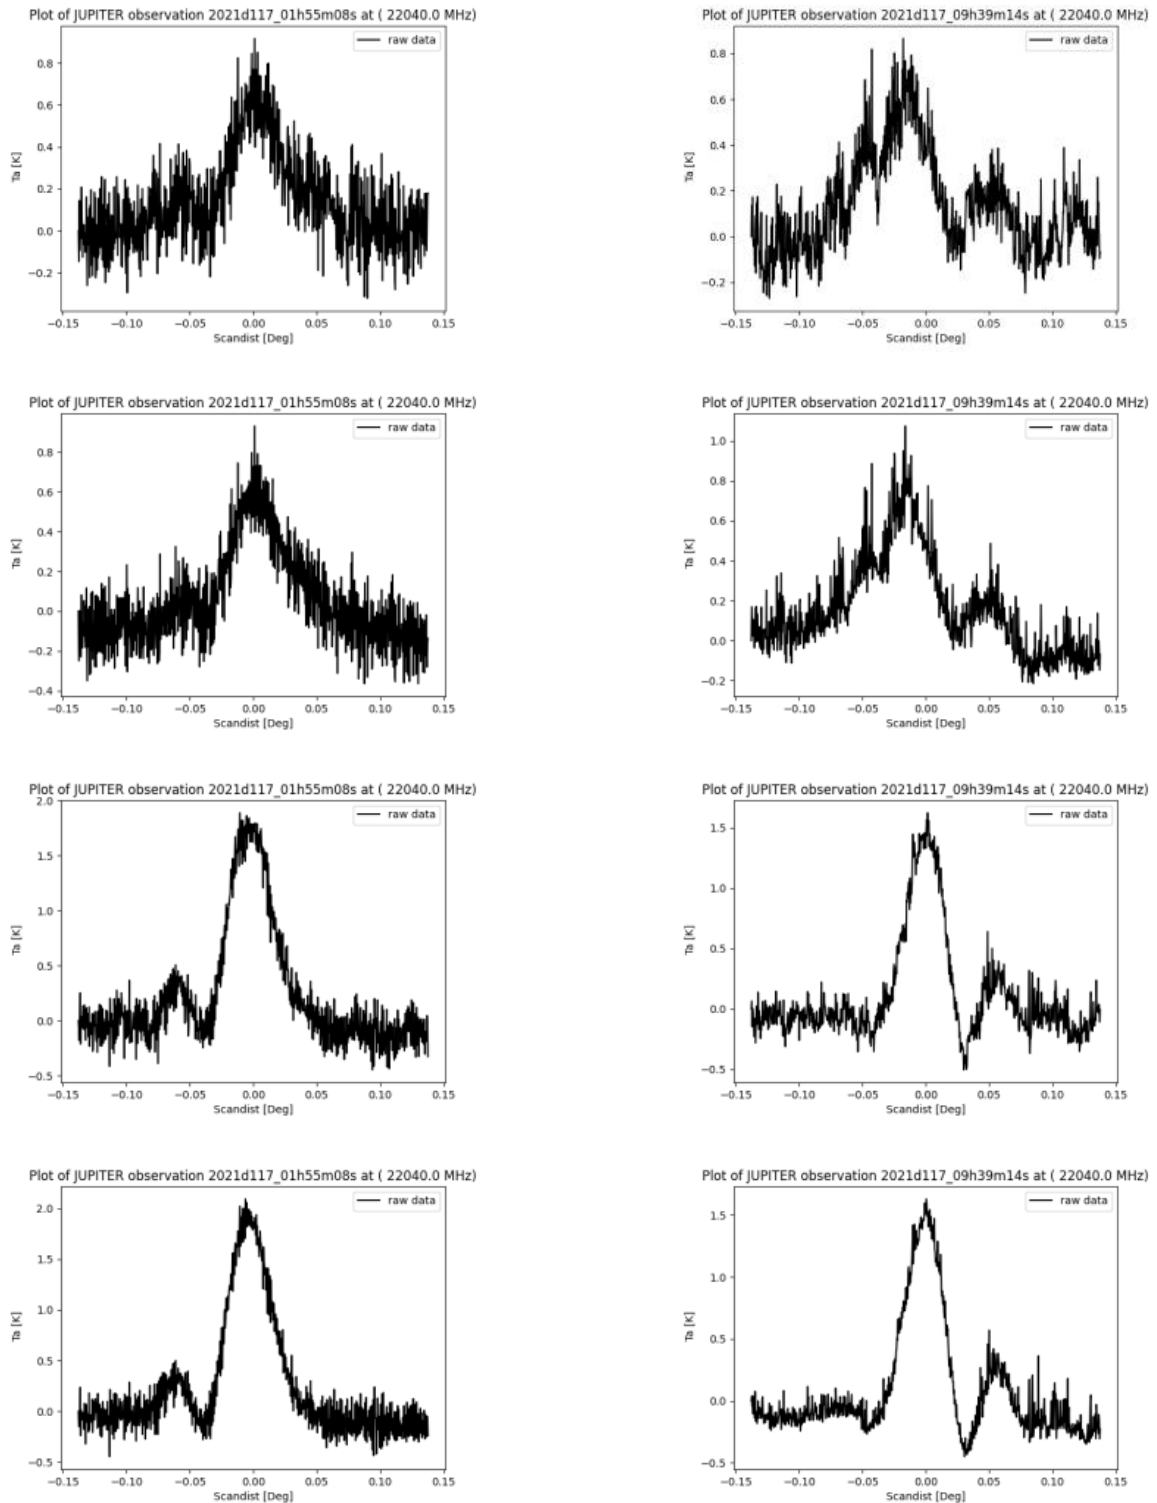 Plot of JUPITER observation 2021d117_01h55m08s at ( 22040.0 MHz)
raw data
0.8
0.6
0.4
0.2
0.0
−0.2
Ta [K]
−0.15 −0.10 −0.05 0.00 0.05 0.10 0.15
Scandist [Deg]
Plot of JUPITER observation 2021d117_09h39m14s at ( 22040.0 MHz)
raw data
0.8
0.6
0.4
0.2
0.0
−0.2
Ta [K]
−0.15 −0.10 −0.05 0.00 0.05 0.10 0.15
Scandist [Deg]
Plot of JUPITER observation 2021d117_01h55m08s at ( 22040.0 MHz)
raw data
0.8
0.6
0.4
0.2
0.0
−0.2
−0.4
Ta [K]
−0.15 −0.10 −0.05 0.00 0.05 0.10 0.15
Scandist [Deg]
Plot of JUPITER observation 2021d117_09h39m14s at ( 22040.0 MHz)
raw data
1.0
0.8
0.6
0.4
0.2
0.0
−0.2
Ta [K]
−0.15 −0.10 −0.05 0.00 0.05 0.10 0.15
Scandist [Deg]
Plot of JUPITER observation 2021d117_01h55m08s at ( 22040.0 MHz)
raw data
2.0
1.5
1.0
0.5
0.0
−0.5
Ta [K]
−0.15 −0.10 −0.05 0.00 0.05 0.10 0.15
Scandist [Deg]
Plot of JUPITER observation 2021d117_09h39m14s at ( 22040.0 MHz)
raw data
1.5
1.0
0.5
0.0
−0.5
Ta [K]
−0.15 −0.10 −0.05 0.00 0.05 0.10 0.15
Scandist [Deg]
Plot of JUPITER observation 2021d117_01h55m08s at ( 22040.0 MHz)
raw data
2.0
1.5
1.0
0.5
0.0
−0.5
Ta [K]
−0.15 −0.10 −0.05 0.00 0.05 0.10 0.15
Scandist [Deg]
Plot of JUPITER observation 2021d117_09h39m14s at ( 22040.0 MHz)
raw data
1.5
1.0
0.5
0.0
−0.5
Ta [K]
−0.15 −0.10 −0.05 0.00 0.05 0.10 0.15
Scandist [Deg]